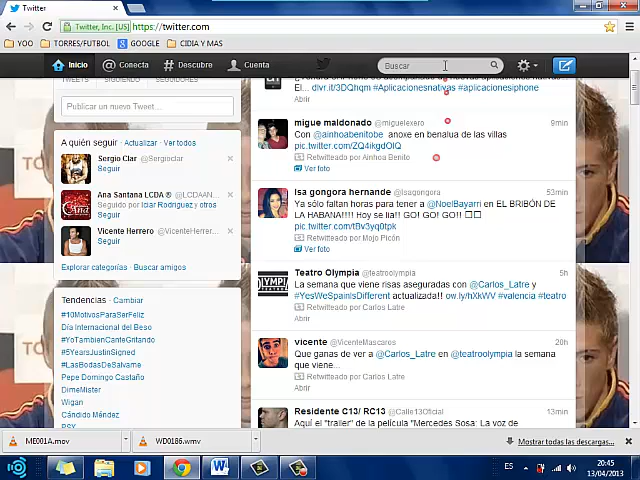 Twitter
Twitter, Inc. [US] https://twitter.com
YOO TORRES/FUTBOL GOOGLE CIDIA Y MAS
Inicio Conecta Descubre Cuenta Buscar
TWEETS SIGUIENDO SEGUIDORES
Publicar un nuevo Tweet...
A quién seguir · Actualizar · Ver todos
Sergio Clar @Sergioclar
Seguir
Ana Santana LCDA ® @LCDAAN...
Seguido por Iciar Rodriguez y otros
Seguir
Vicente Herrero @VicenteHerrer...
Seguir
Explorar categorías · Buscar amigos
Tendencias · Cambiar
#10MotivosParaSerFeliz
Día Internacional del Beso
#YoTambienCanteGritando
#5YearsJustinSigned
#LasBodasDeSalvame
Pepe Domingo Castaño
DimeMister
Wigan
Cándido Méndez
PSY
El... dlvr.it/3DQhqm #Aplicacionesnativas #aplicacionesiphone
Abrir
migue maldonado @miguelexero 9min
Con @ainhoabenitobe anoxe en benalua de las villas
pic.twitter.com/ZQ4ikgdOIQ
Retwitteado por Ainhoa Benito
Ver foto
Isa gongora hernande @Isagongora 53min
Ya sólo faltan horas para tener a @NoelBayarri en EL BRIBÓN DE
LA HABANA!!!! Hoy se lia!! GO! GO! GO!!
pic.twitter.com/tBv3yq0tpk
Retwitteado por Mojo Picón
Ver foto
Teatro Olympia @teatroolympia 5h
La semana que viene risas aseguradas con @Carlos_Latre y
#YesWeSpainIsDifferent actualizada!! ow.ly/hXkWV #valencia #teatro
Retwitteado por Carlos Latre
Abrir
vicente @VicenteMascaros 20h
Que ganas de ver a @Carlos_Latre en @teatroolympia la semana
que viene...
Retwitteado por Carlos Latre
Abrir
Residente C13/ RC13 @Calle13Oficial 13min
Aquí el "trailer" de la película "Mercedes Sosa: La voz de
ME001A.mov WD0186.wmv Mostrar todas las descargas...
ES 20:45
13/04/2013